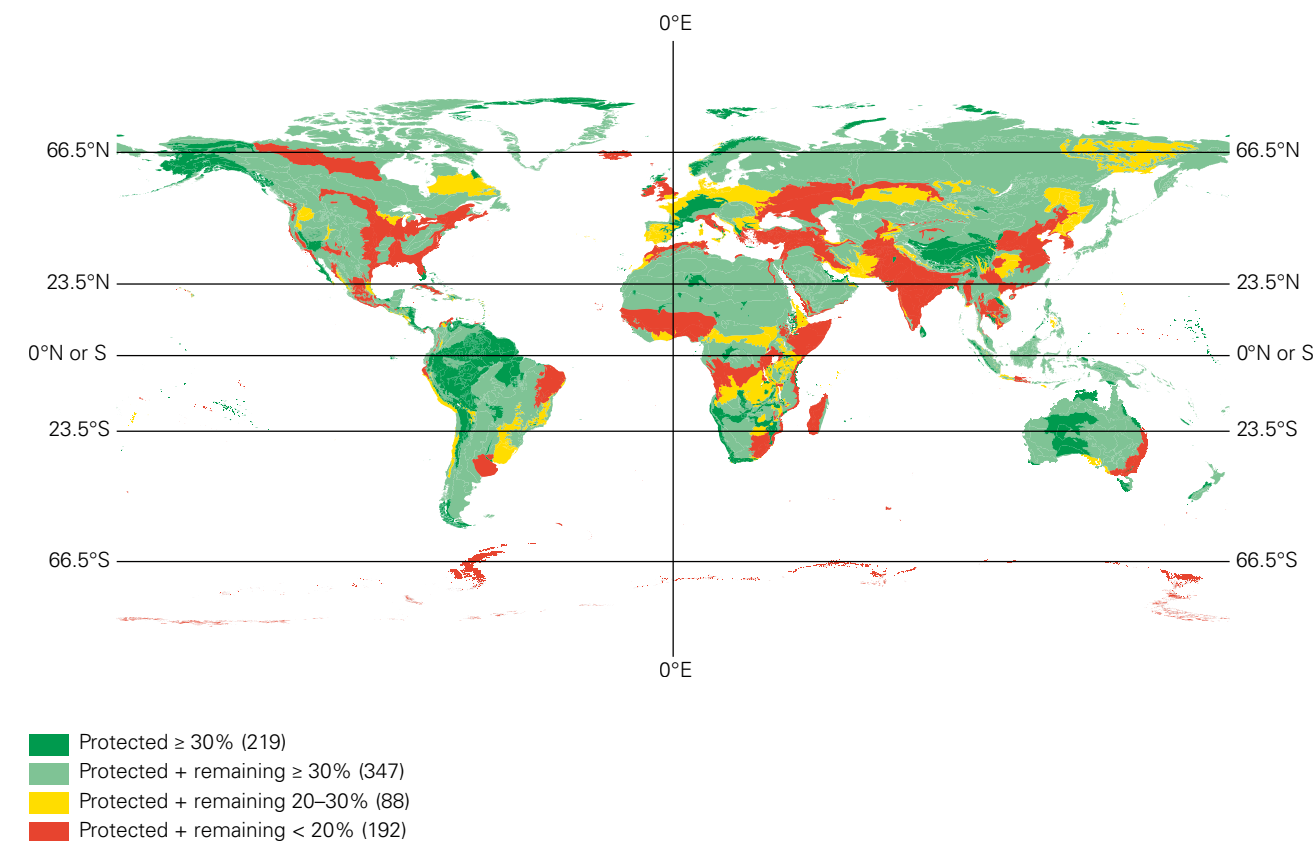 0°E
66.5°N
66.5°N
23.5°N
23.5°N
0°N or S
0°N or S
23.5°S
23.5°S
66.5°S
66.5°S
0°E
Protected ≥ 30% (219)
Protected + remaining ≥ 30% (347)
Protected + remaining 20–30% (88)
Protected + remaining < 20% (192)